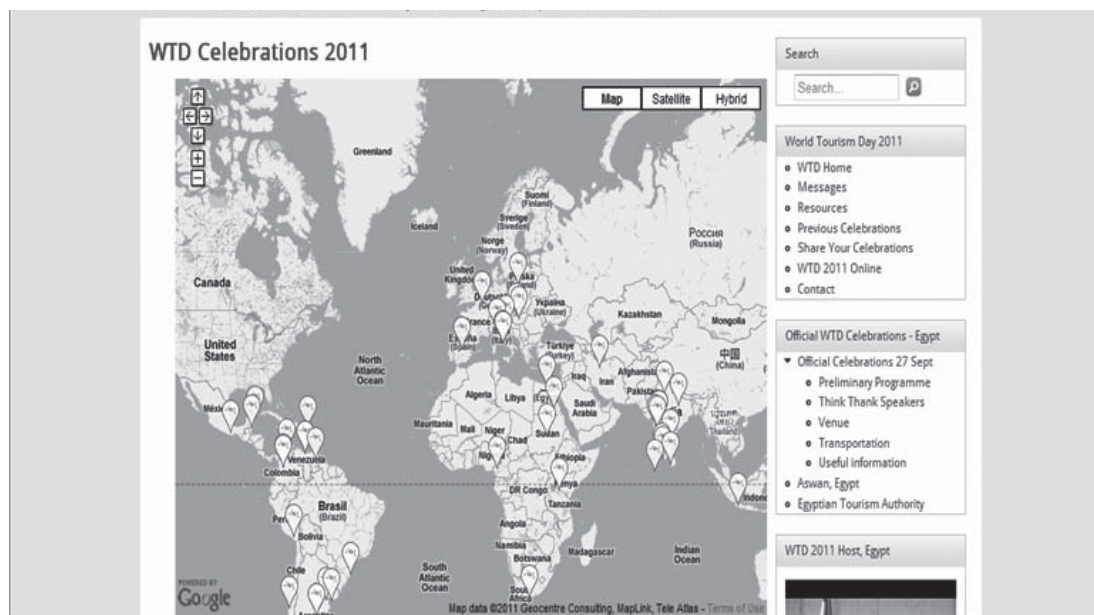 WTD Celebrations 2011
Map
Satellite
Hybrid
Greenland
Iceland
Suomi
(Finland)
Sverige
(Sweden)
Norge
(Norway)
Россия
(Russia)
United
Kingdom
Canada
Україна
(Ukraine)
Kazakhstan
Mongolia
United
States
(Spain)
(Italy)
Türkiye
(Turkey)
中国
(China)
North
Atlantic
Ocean
Iraq
Iran
Afghanistan
Pakistan
Algeria
Libya
Saudi
Arabia
Mauritania
Mali
Niger
Chad
Sudan
Thailand
Venezuela
Colombia
Ethiopia
DR Congo
Tanzania
Brasil
(Brazil)
Bolivia
Angola
Namibia
Botswana
Madagascar
Indian
Ocean
Chile
South
Atlantic
Ocean
South
Africa
POWERED BY
Google
Map data ©2011 Geocentre Consulting, MapLink, Tele Atlas - Terms of Use
Search
Search...
World Tourism Day 2011
WTD Home
Messages
Resources
Previous Celebrations
Share Your Celebrations
WTD 2011 Online
Contact
Official WTD Celebrations - Egypt
Official Celebrations 27 Sept
Preliminary Programme
Think Thank Speakers
Venue
Transportation
Useful information
Aswan, Egypt
Egyptian Tourism Authority
WTD 2011 Host, Egypt